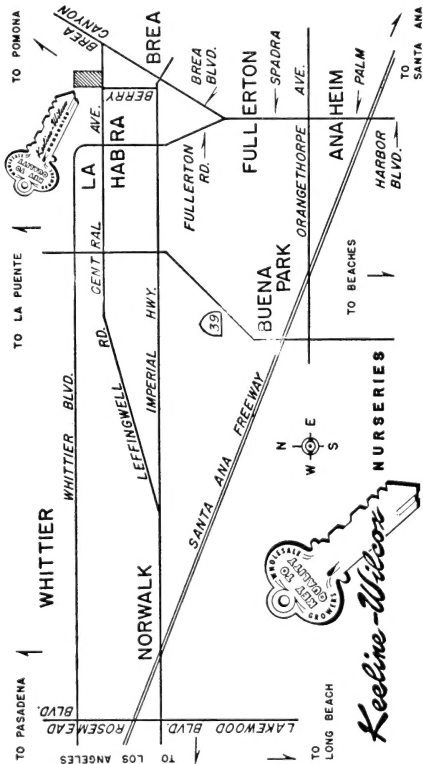 TO PASADENA
TO LA PUENTE
TO POMONA
BREA
CANYON
KEY
TO
QUALITY
WHITTIER
WHITTIER BLVD.
BLVD.
ROSEMEAD
LA
HABRA
CENTRAL AVE.
BERRY
BREA
LEFFINGWELL RD.
IMPERIAL HWY.
NORWALK
FULLERTON
RD.
BREA
BLVD.
39
FULLERTON
SPADRA
SANTA ANA FREEWAY
BUENA
PARK
ORANGETHORPE AVE.
ANAHEIM
PALM
HARBOR
BLVD.
TO
SANTA ANA
TO BEACHES
TO LOS ANGELES
LAKEWOOD BLVD.
TO
LONG BEACH
N
W E
S
WHOLESALE
KEY
TO
QUALITY
GROWERS
Keeline-Wilcox NURSERIES